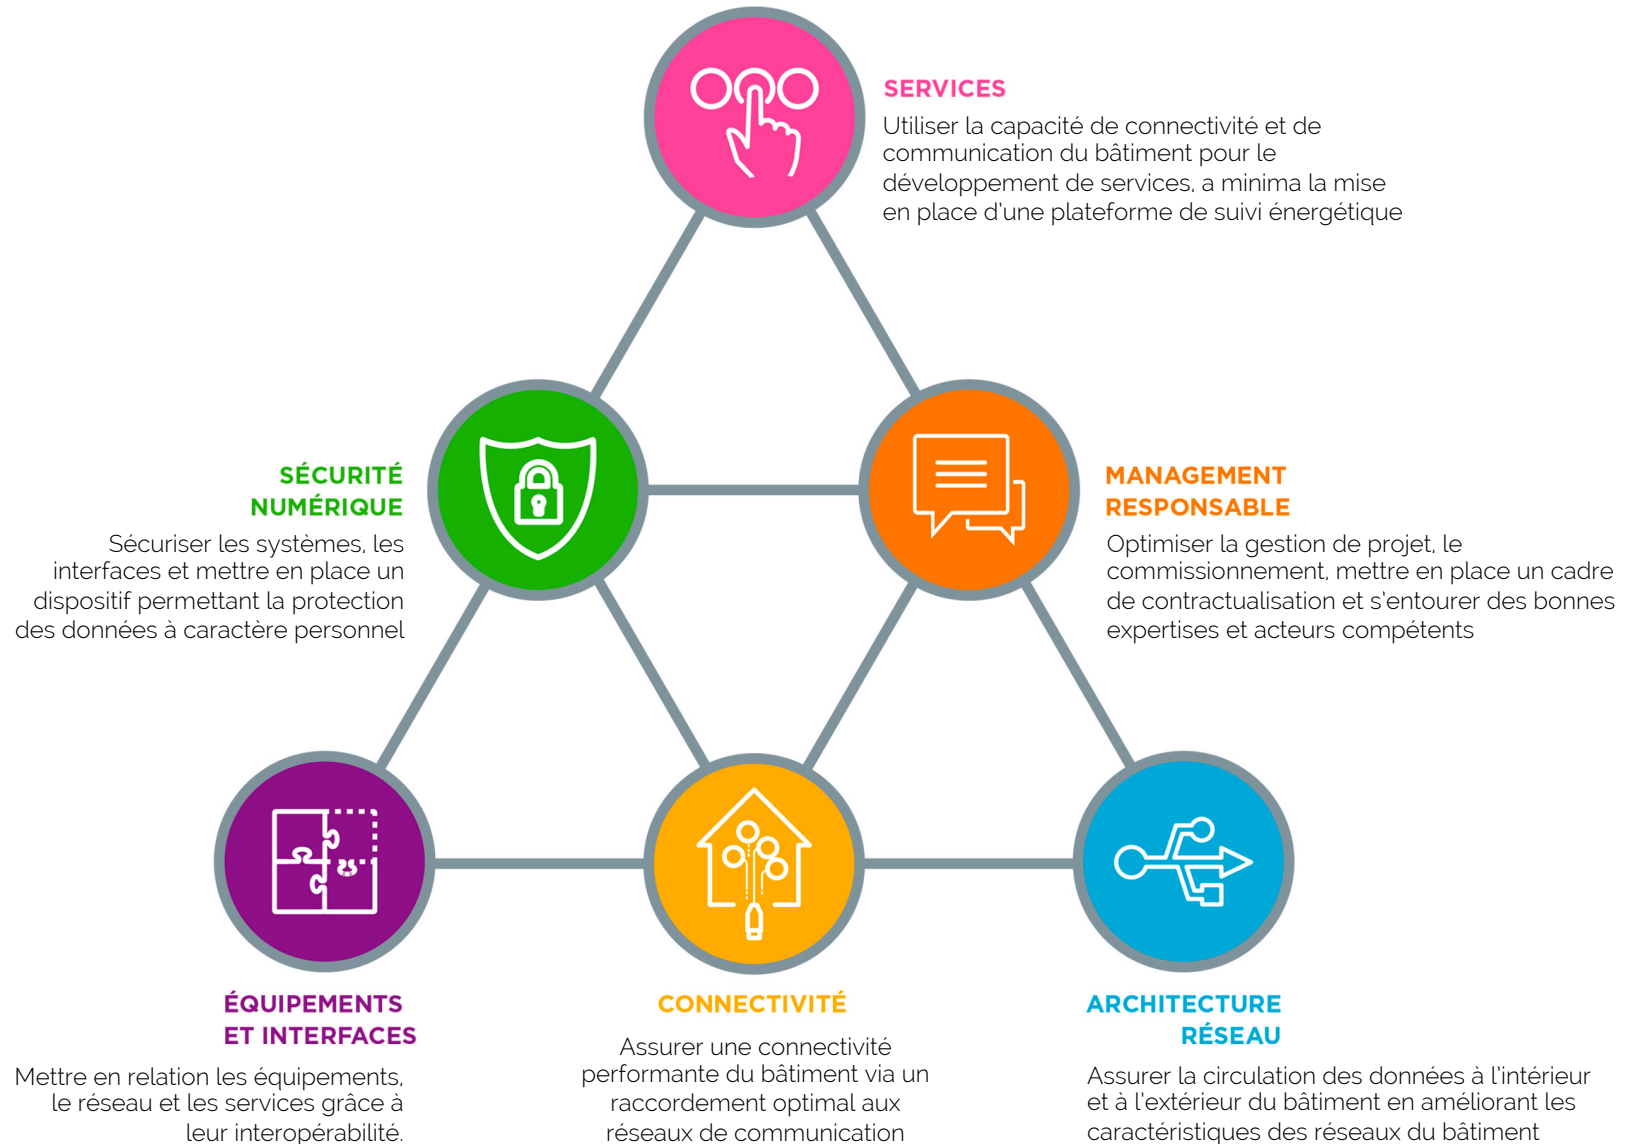 SERVICES
Utiliser la capacité de connectivité et de
communication du bâtiment pour le
développement de services, a minima la mise
en place d'une plateforme de suivi énergétique
SÉCURITÉ
NUMÉRIQUE
Sécuriser les systèmes, les
interfaces et mettre en place un
dispositif permettant la protection
des données à caractère personnel
MANAGEMENT
RESPONSABLE
Optimiser la gestion de projet, le
commissionnement, mettre en place un cadre
de contractualisation et s'entourer des bonnes
expertises et acteurs compétents
ÉQUIPEMENTS
ET INTERFACES
Mettre en relation les équipements,
le réseau et les services grâce à
leur interopérabilité.
CONNECTIVITÉ
Assurer une connectivité
performante du bâtiment via un
raccordement optimal aux
réseaux de communication
ARCHITECTURE
RÉSEAU
Assurer la circulation des données à l'intérieur
et à l'extérieur du bâtiment en améliorant les
caractéristiques des réseaux du bâtiment